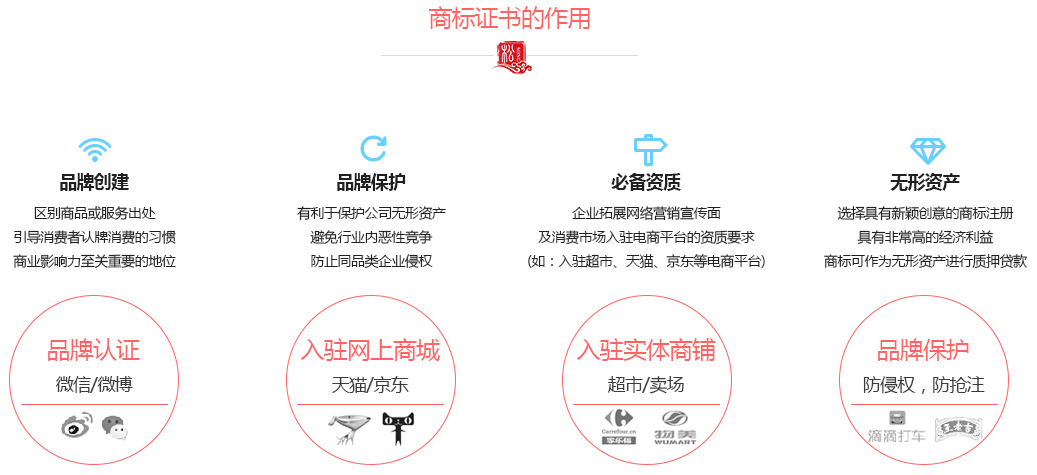 商标证书的作用
松
品牌创建
区别商品或服务出处
引导消费者认牌消费的习惯
商业影响力至关重要的地位
品牌保护
有利于保护公司无形资产
避免行业内恶性竞争
防止同品类企业侵权
必备资质
企业拓展网络营销宣传面
及消费市场入驻电商平台的资质要求
（如：入驻超市、天猫、京东等电商平台）
无形资产
选择具有新颖创意的商标注册
具有非常高的经济利益
商标可作为无形资产进行质押贷款
品牌认证
微信/微博
入驻网上商城
天猫/京东
入驻实体商铺
超市/卖场
Carrefour.cn
家乐福
物美
WUMART
品牌保护
防侵权，防抢注
滴滴打车
王老吉